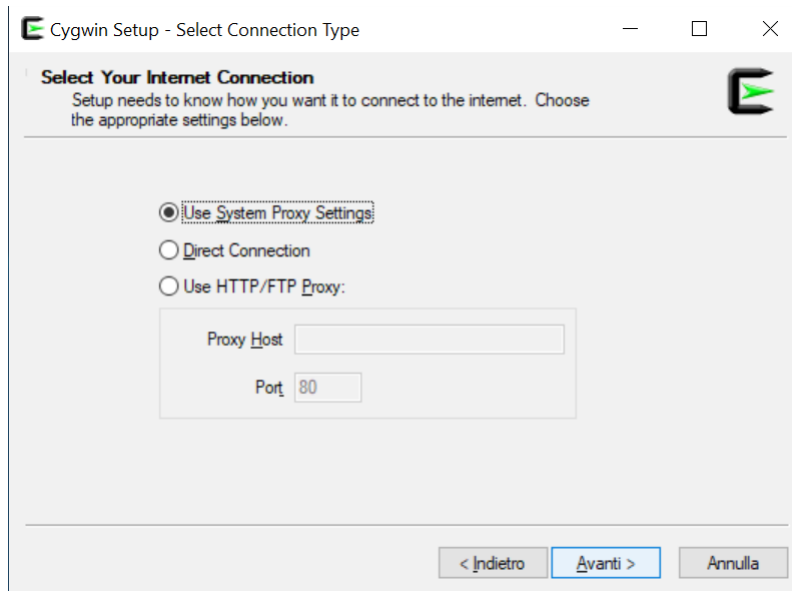 Cygwin Setup - Select Connection Type
Select Your Internet Connection
Setup needs to know how you want it to connect to the internet. Choose
the appropriate settings below.
Use System Proxy Settings
Direct Connection
Use HTTP/FTP Proxy:
Proxy Host
Port 80
< Indietro Avanti > Annulla